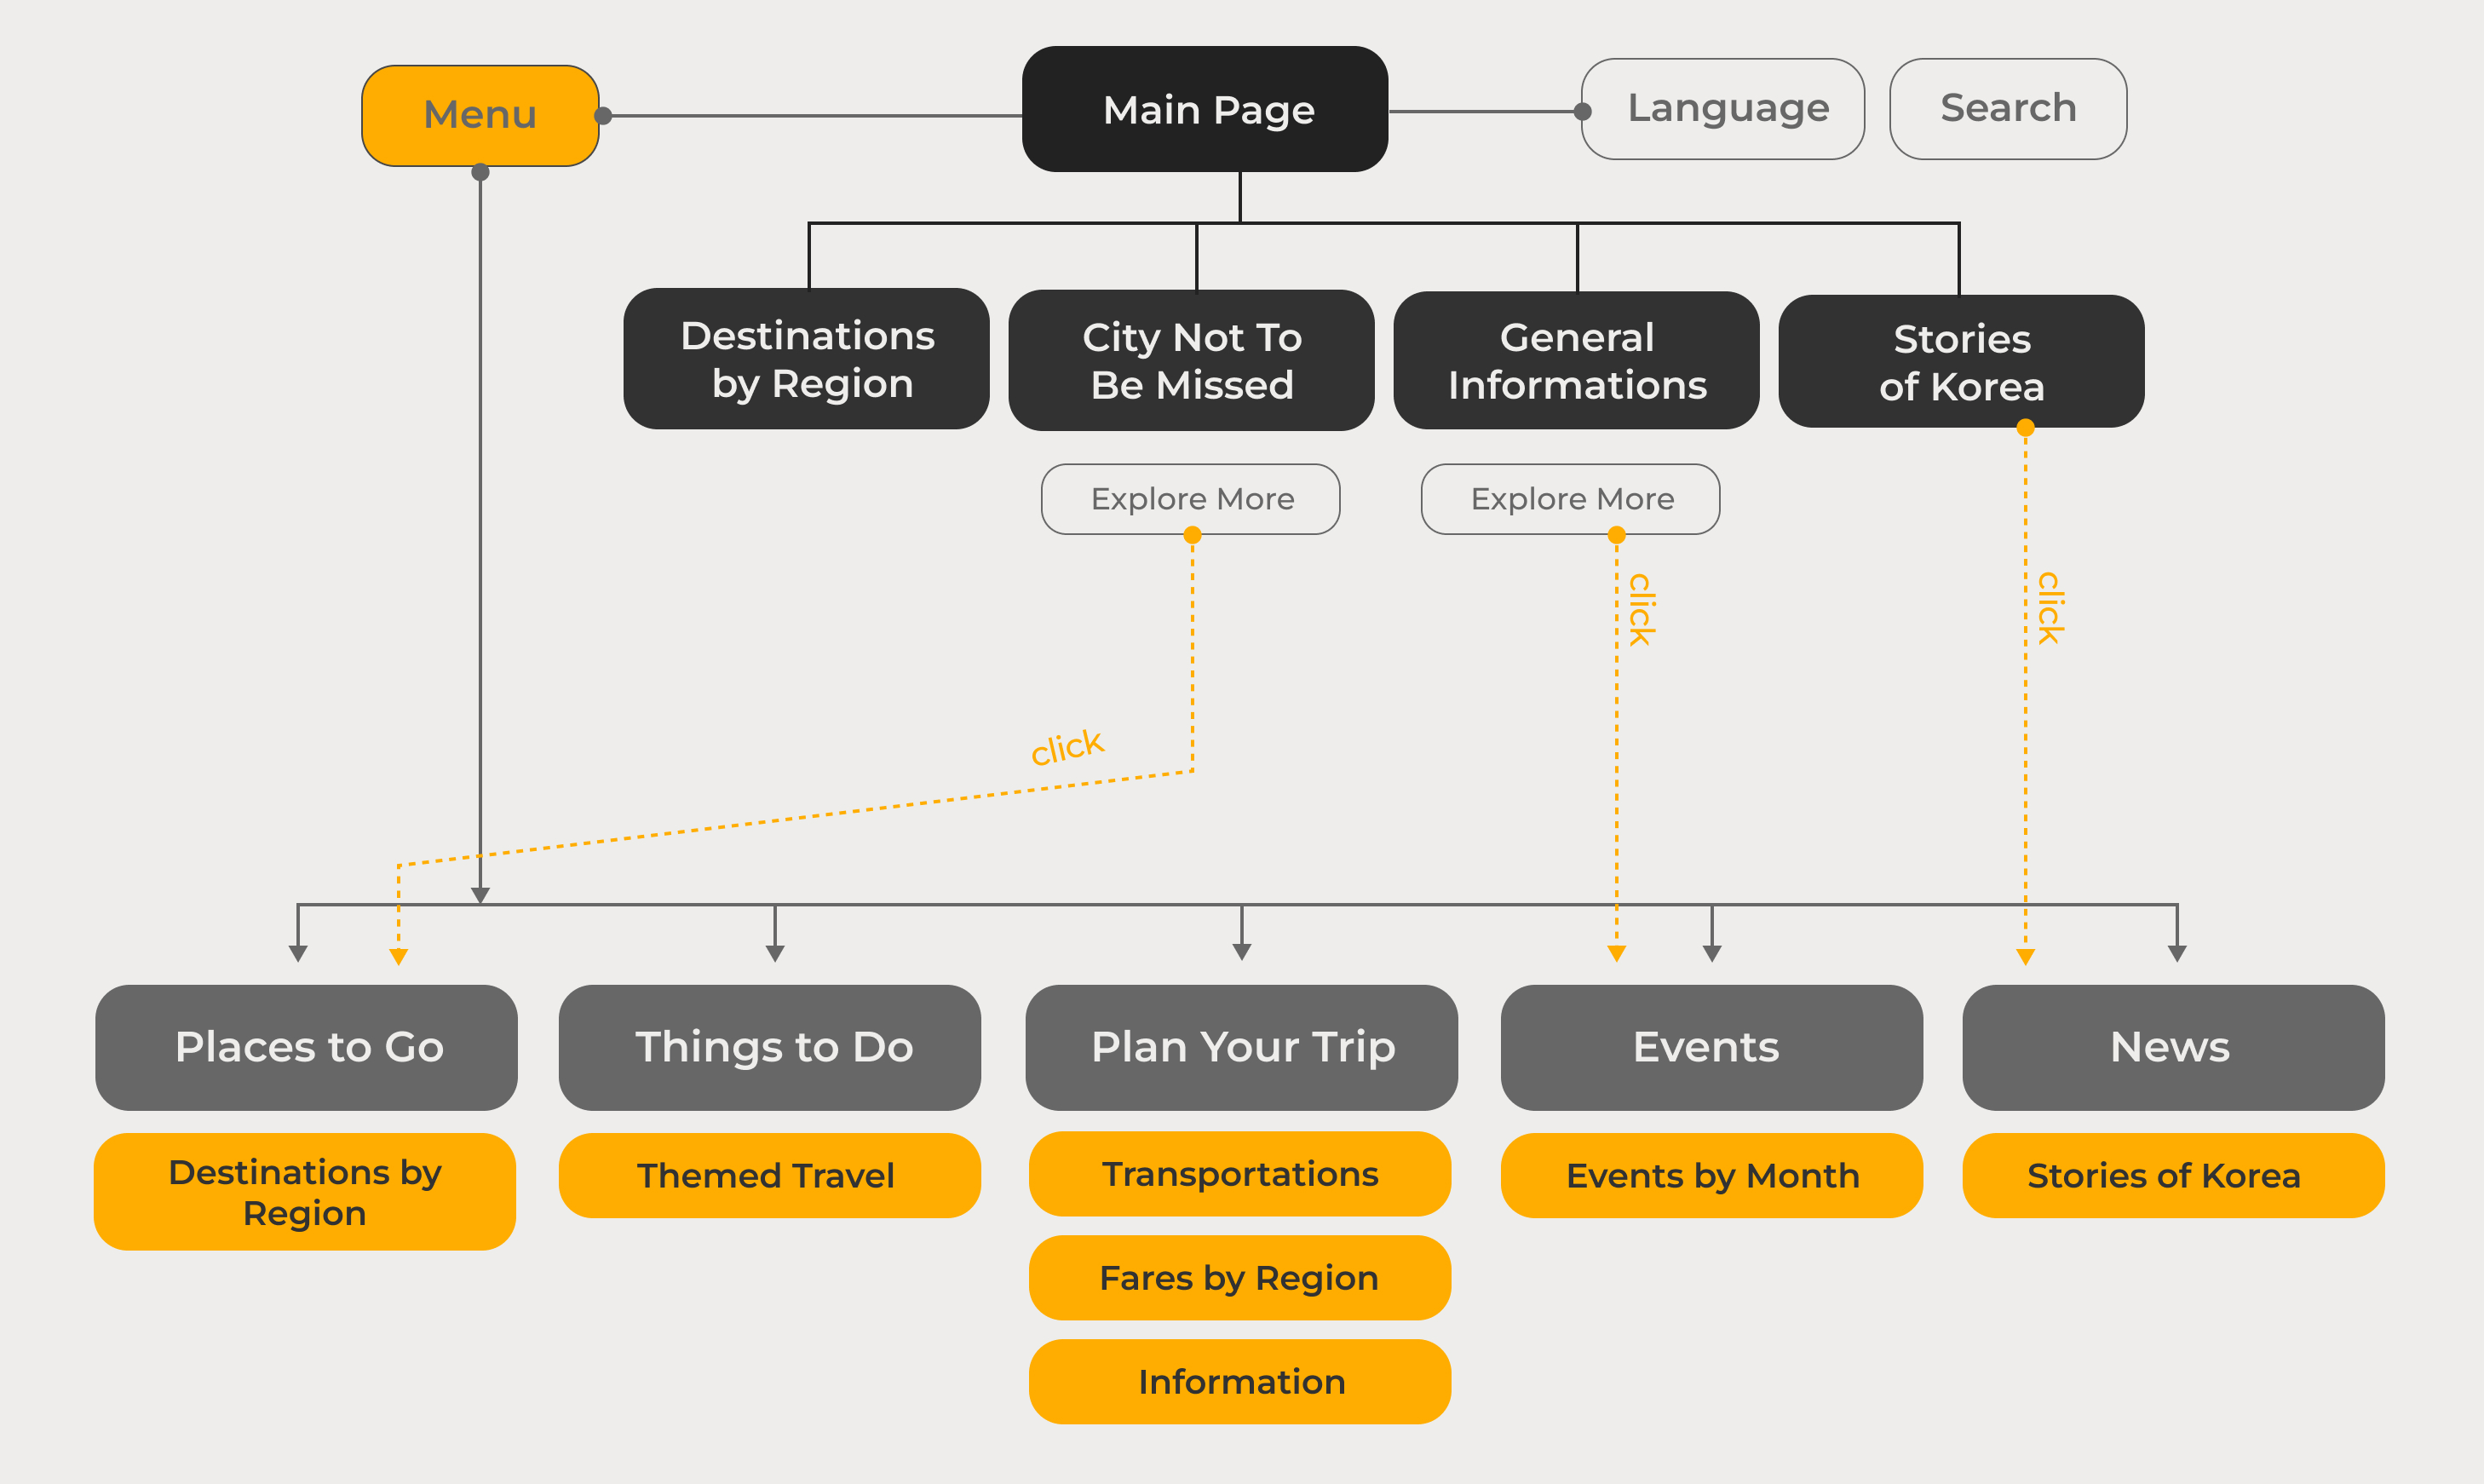 Menu
Main Page
Language
Search
Destinations
by Region
City Not To
Be Missed
General
Informations
Stories
of Korea
Explore More
Explore More
click
click
click
Places to Go
Things to Do
Plan Your Trip
Events
News
Destinations by
Region
Themed Travel
Transportations
Events by Month
Stories of Korea
Fares by Region
Information